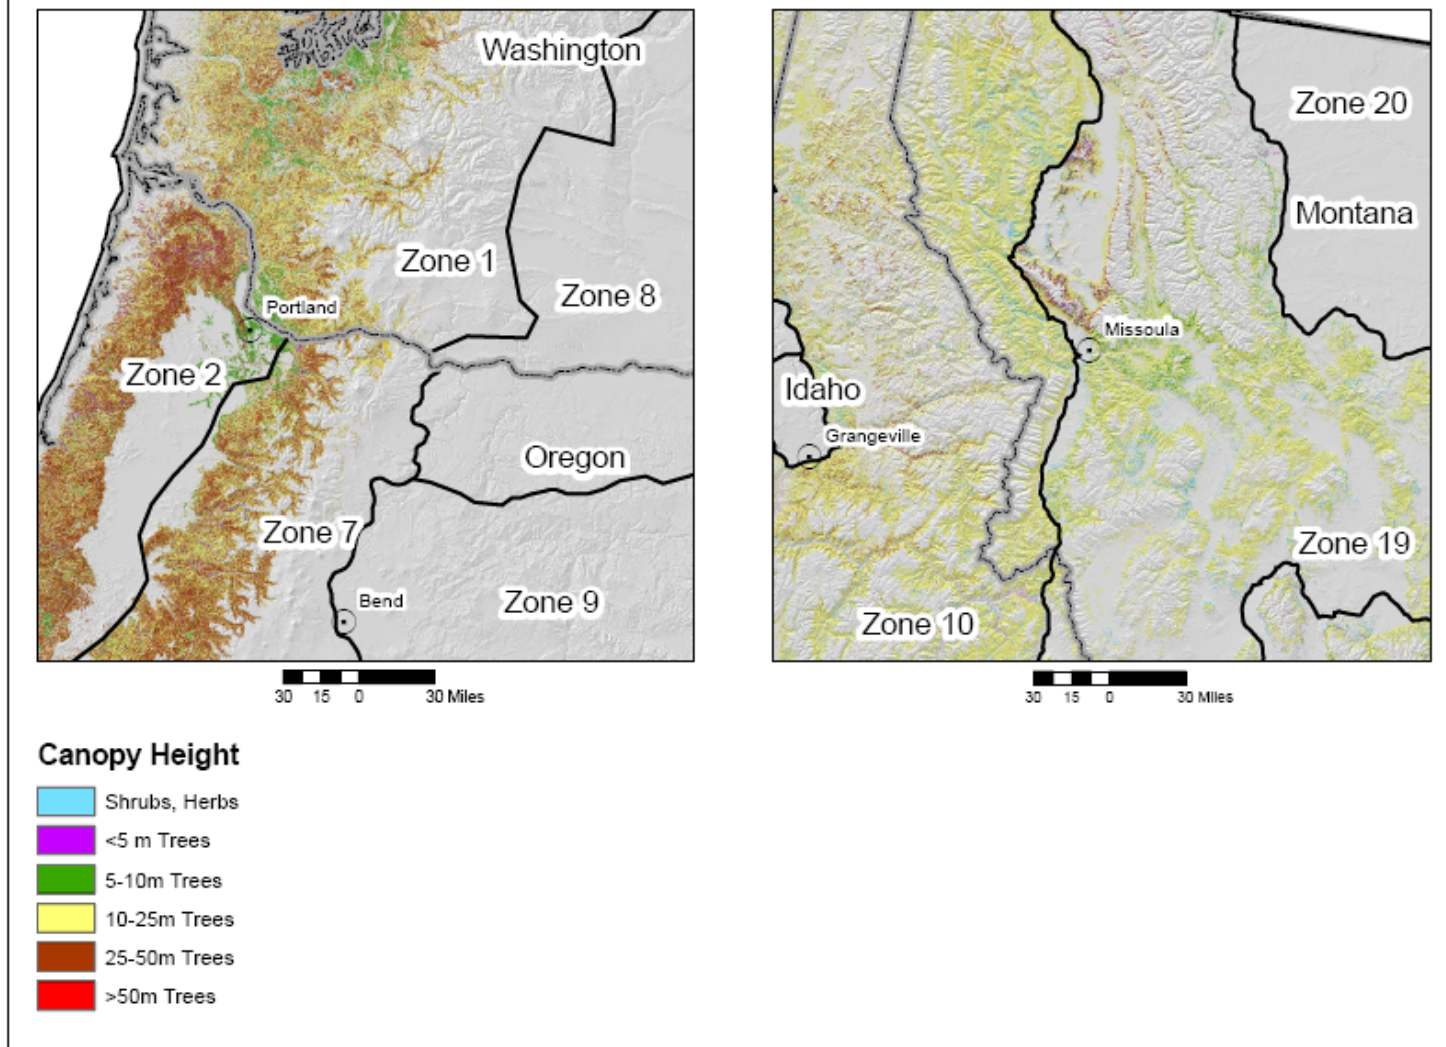 Washington
Zone 1
Zone 8
Portland
Zone 2
Oregon
Zone 7
Bend
Zone 9
30 15 0 30 Miles
Zone 20
Montana
Missoula
Idaho
Grangeville
Zone 19
Zone 10
30 15 0 30 Miles
Canopy Height
Shrubs, Herbs
<5 m Trees
5-10m Trees
10-25m Trees
25-50m Trees
>50m Trees